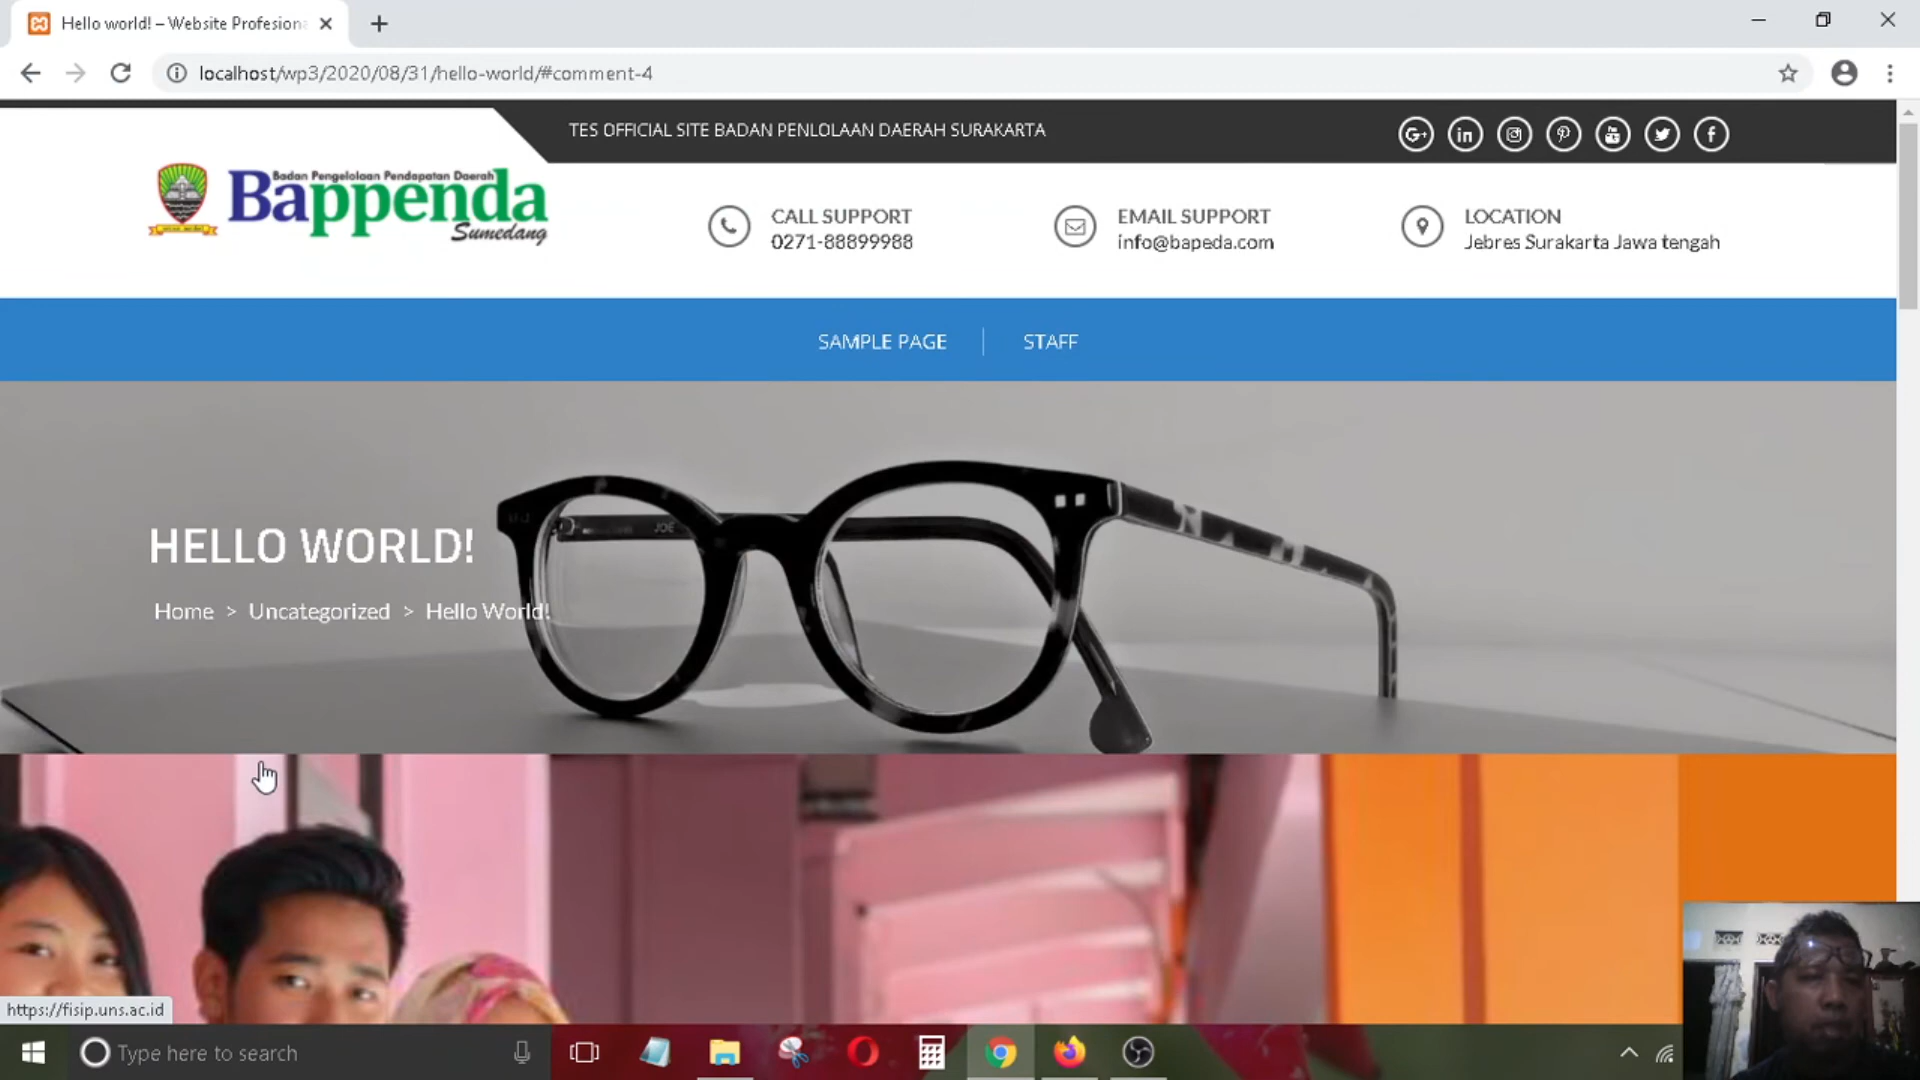 Hello world! – Website Profesiona
localhost/wp3/2020/08/31/hello-world/#comment-4
TES OFFICIAL SITE BADAN PENLOLAAN DAERAH SURAKARTA
Badan Pengelolaan Pendapatan Daerah
Bappenda
Sumedang
CALL SUPPORT
0271-88899988
EMAIL SUPPORT
info@bapeda.com
LOCATION
Jebres Surakarta Jawa tengah
SAMPLE PAGE
STAFF
JOE
HELLO WORLD!
Home > Uncategorized > Hello World!
https://fisip.uns.ac.id
Type here to search